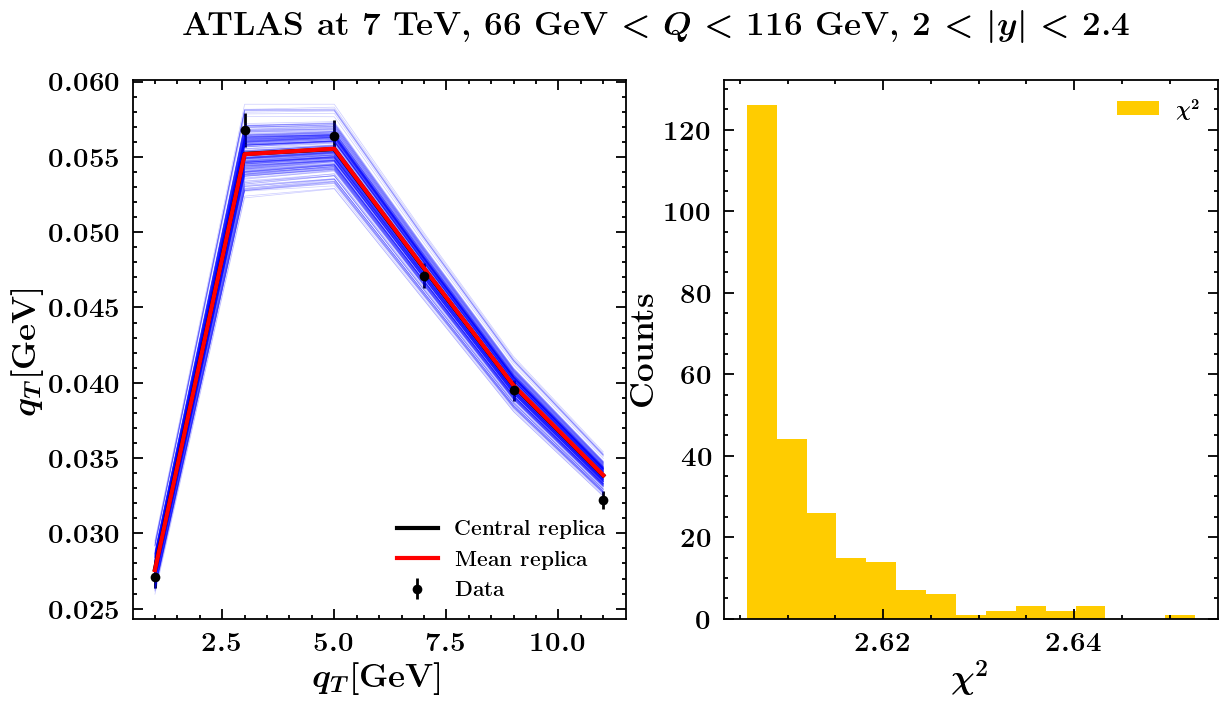 ATLAS at 7 TeV, 66 GeV < Q < 116 GeV, 2 < |y| < 2.4
0.060
0.055
0.050
0.045
0.040
0.035
0.030
0.025
q_T[GeV]
2.5 5.0 7.5 10.0
q_T[GeV]
Central replica
Mean replica
Data
120
100
80
60
40
20
0
Counts
2.62 2.64
χ²
χ²